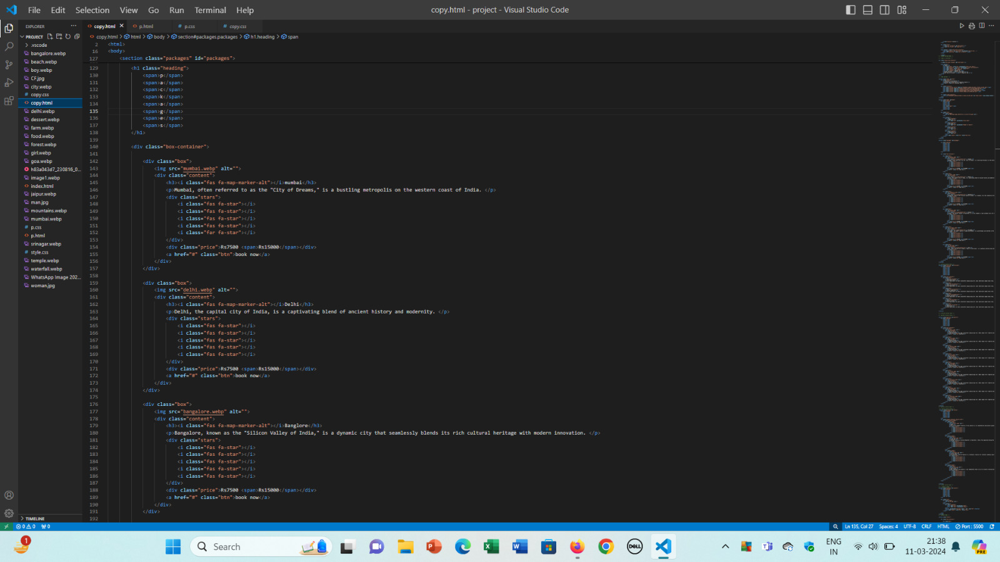 File Edit Selection View Go Run Terminal Help
copy.html - project - Visual Studio Code
EXPLORER
PROJECT
.vscode
bangalore.webp
beach.webp
boy.webp
CF.jpg
city.webp
copy.css
copy.html
delhi.webp
dessert.webp
farm.webp
food.webp
forest.webp
girl.webp
goa.webp
h83a043d7_230816_0...
image1.webp
index.html
jaipur.webp
man.jpg
mountains.webp
mumbai.webp
p.css
p.html
srinagar.webp
style.css
temple.webp
waterfall.webp
WhatsApp Image 202...
woman.jpg
TIMELINE
copy.html p.html p.css copy.css
copy.html > html > body > section#packages.packages > h1.heading > span
2 <html>
16 <body>
127 <section class="packages" id="packages">
129 <h1 class="heading">
130 <span>p</span>
131 <span>a</span>
132 <span>c</span>
133 <span>k</span>
134 <span>a</span>
135 <span>g</span>
136 <span>e</span>
137 <span>s</span>
138 </h1>
139
140 <div class="box-container">
141
142 <div class="box">
143 <img src="mumbai.webp" alt="">
144 <div class="content">
145 <h3><i class="fas fa-map-marker-alt"></i>mumbai</h3>
146 <p>Mumbai, often referred to as the "City of Dreams," is a bustling metropolis on the western coast of India. </p>
147 <div class="stars">
148 <i class="fas fa-star"></i>
149 <i class="fas fa-star"></i>
150 <i class="fas fa-star"></i>
151 <i class="fas fa-star"></i>
152 <i class="far fa-star"></i>
153 </div>
154 <div class="price">Rs7500 <span>Rs15000</span></div>
155 <a href="#" class="btn">book now</a>
156 </div>
157 </div>
158
159 <div class="box">
160 <img src="delhi.webp" alt="">
161 <div class="content">
162 <h3><i class="fas fa-map-marker-alt"></i>Delhi</h3>
163 <p>Delhi, the capital city of India, is a captivating blend of ancient history and modernity. </p>
164 <div class="stars">
165 <i class="fas fa-star"></i>
166 <i class="fas fa-star"></i>
167 <i class="fas fa-star"></i>
168 <i class="fas fa-star"></i>
169 <i class="fas fa-star"></i>
170 </div>
171 <div class="price">Rs7500 <span>Rs15000</span></div>
172 <a href="#" class="btn">book now</a>
173 </div>
174 </div>
175
176 <div class="box">
177 <img src="bangalore.webp" alt="">
178 <div class="content">
179 <h3><i class="fas fa-map-marker-alt"></i>Banglore</h3>
180 <p>Bangalore, known as the "Silicon Valley of India," is a dynamic city that seamlessly blends its rich cultural heritage with modern innovation. </p>
181 <div class="stars">
182 <i class="fas fa-star"></i>
183 <i class="fas fa-star"></i>
184 <i class="fas fa-star"></i>
185 <i class="fas fa-star"></i>
186 <i class="fas fa-star"></i>
187 </div>
188 <div class="price">Rs7500 <span>Rs15000</span></div>
189 <a href="#" class="btn">book now</a>
190 </div>
191 </div>
192
0 0 0
Ln 135, Col 27 Spaces: 4 UTF-8 CRLF HTML Port : 5500
1
Search
DELL
ENG
IN
21:38
11-03-2024
PRE